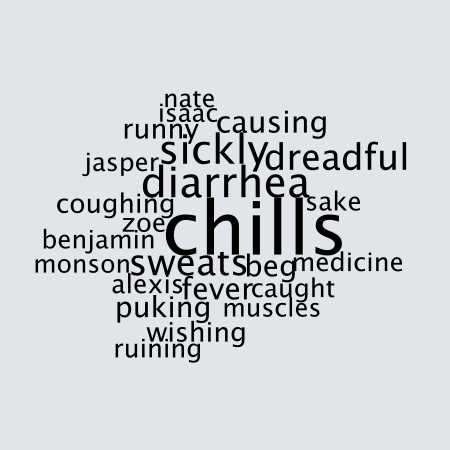 nate
isaac
runny causing
sickly dreadful
jasper diarrhea
coughing sake
zoe chills
benjamin
monson sweats beg medicine
alexis fever caught
puking muscles
wishing
ruining